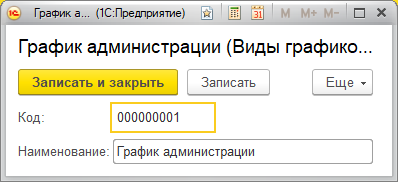 График а... (1С:Предприятие) M M+ M−
График администрации (Виды графико...
Записать и закрыть Записать Еще
Код: 000000001
Наименование: График администрации